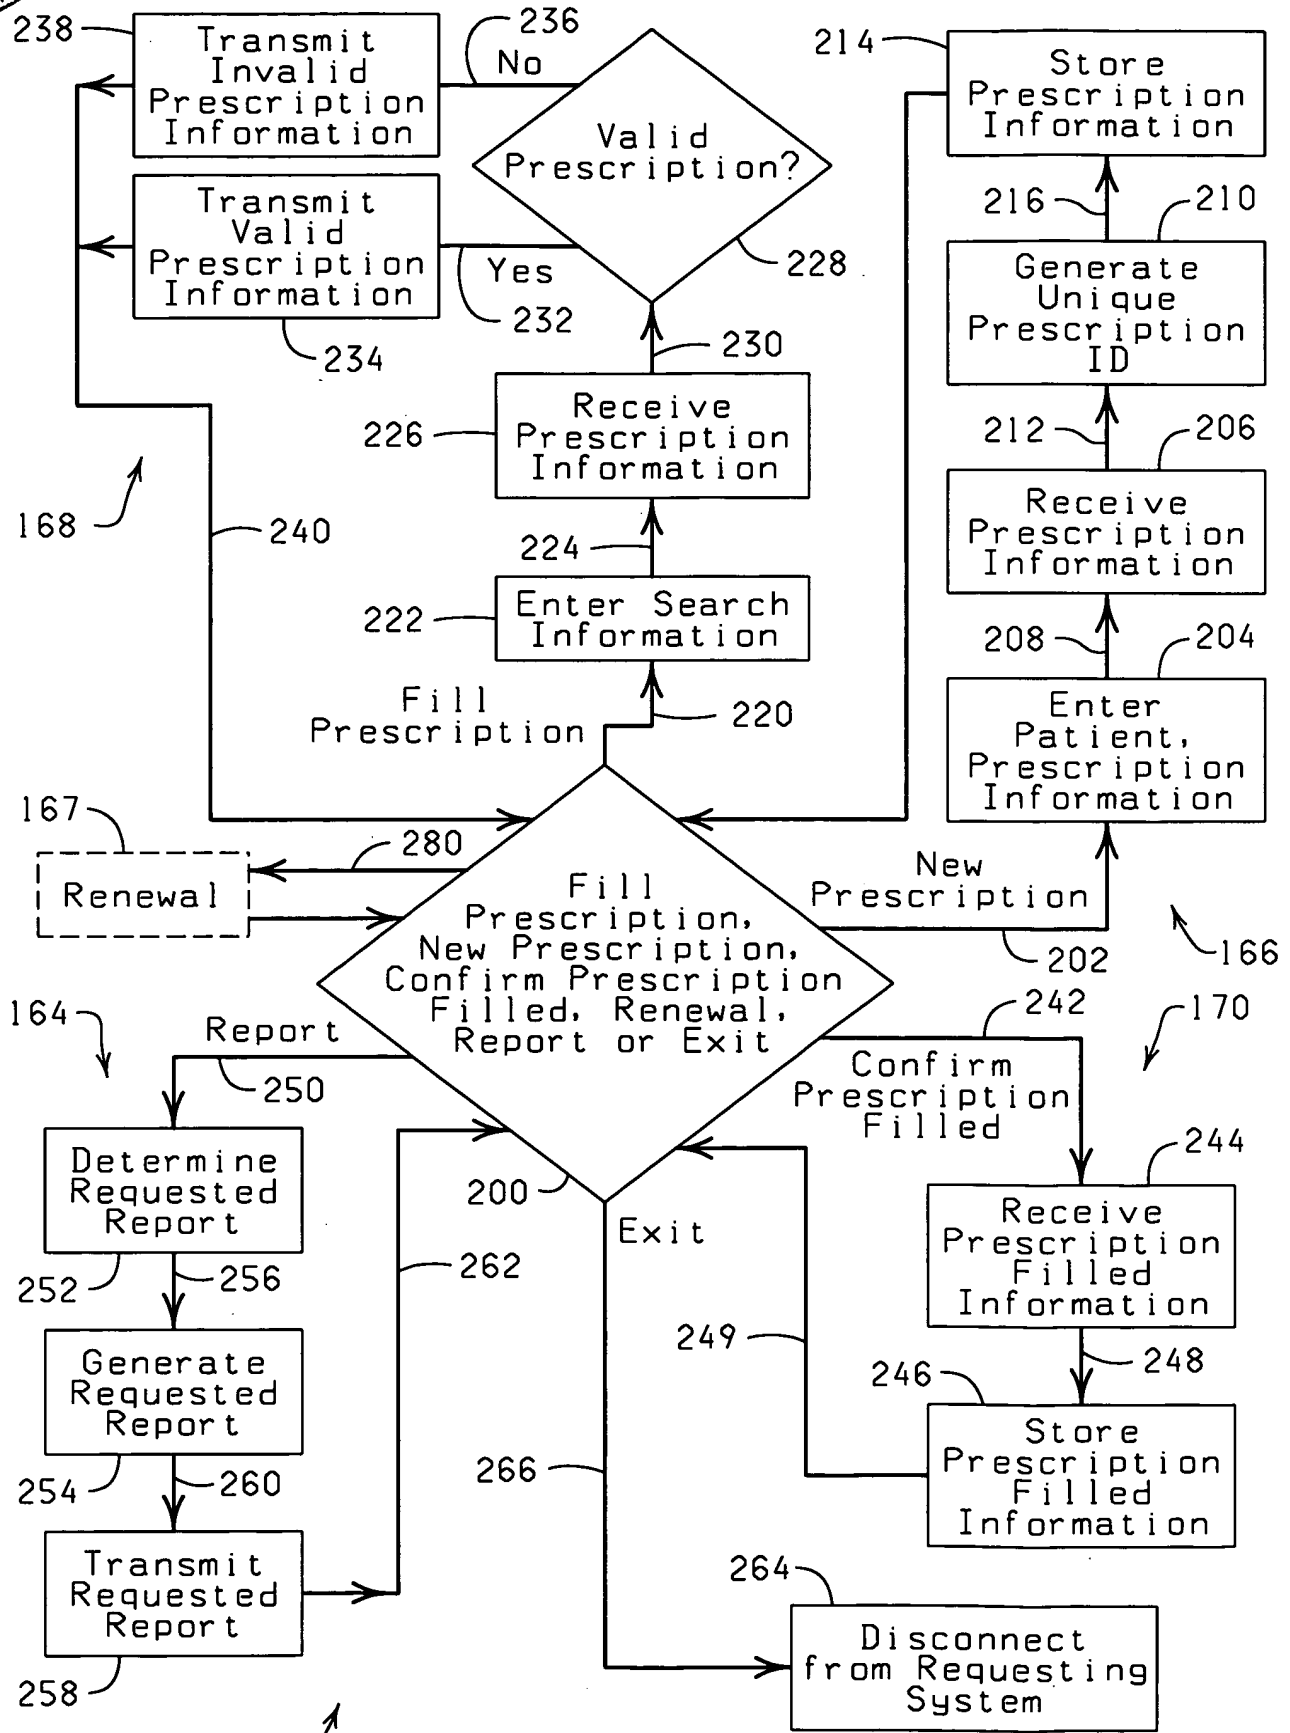 238
Transmit
Invalid
Prescription
Information
236
No
Valid
Prescription?
228
214
Store
Prescription
Information
216
210
Transmit
Valid
Prescription
Information
234
Yes
232
Generate
Unique
Prescription
ID
230
226
Receive
Prescription
Information
212
206
168
240
224
Receive
Prescription
Information
222
Enter Search
Information
208
204
Fill
Prescription
220
Enter
Patient,
Prescription
Information
167
Renewal
280
Fill
Prescription,
New Prescription,
Confirm Prescription
Filled, Renewal,
Report or Exit
200
New
Prescription
202
166
164
Report
250
242
170
Confirm
Prescription
Filled
Determine
Requested
Report
252
256
262
Exit
244
Receive
Prescription
Filled
Information
249
248
Generate
Requested
Report
254
260
266
246
Store
Prescription
Filled
Information
Transmit
Requested
Report
258
264
Disconnect
from Requesting
System